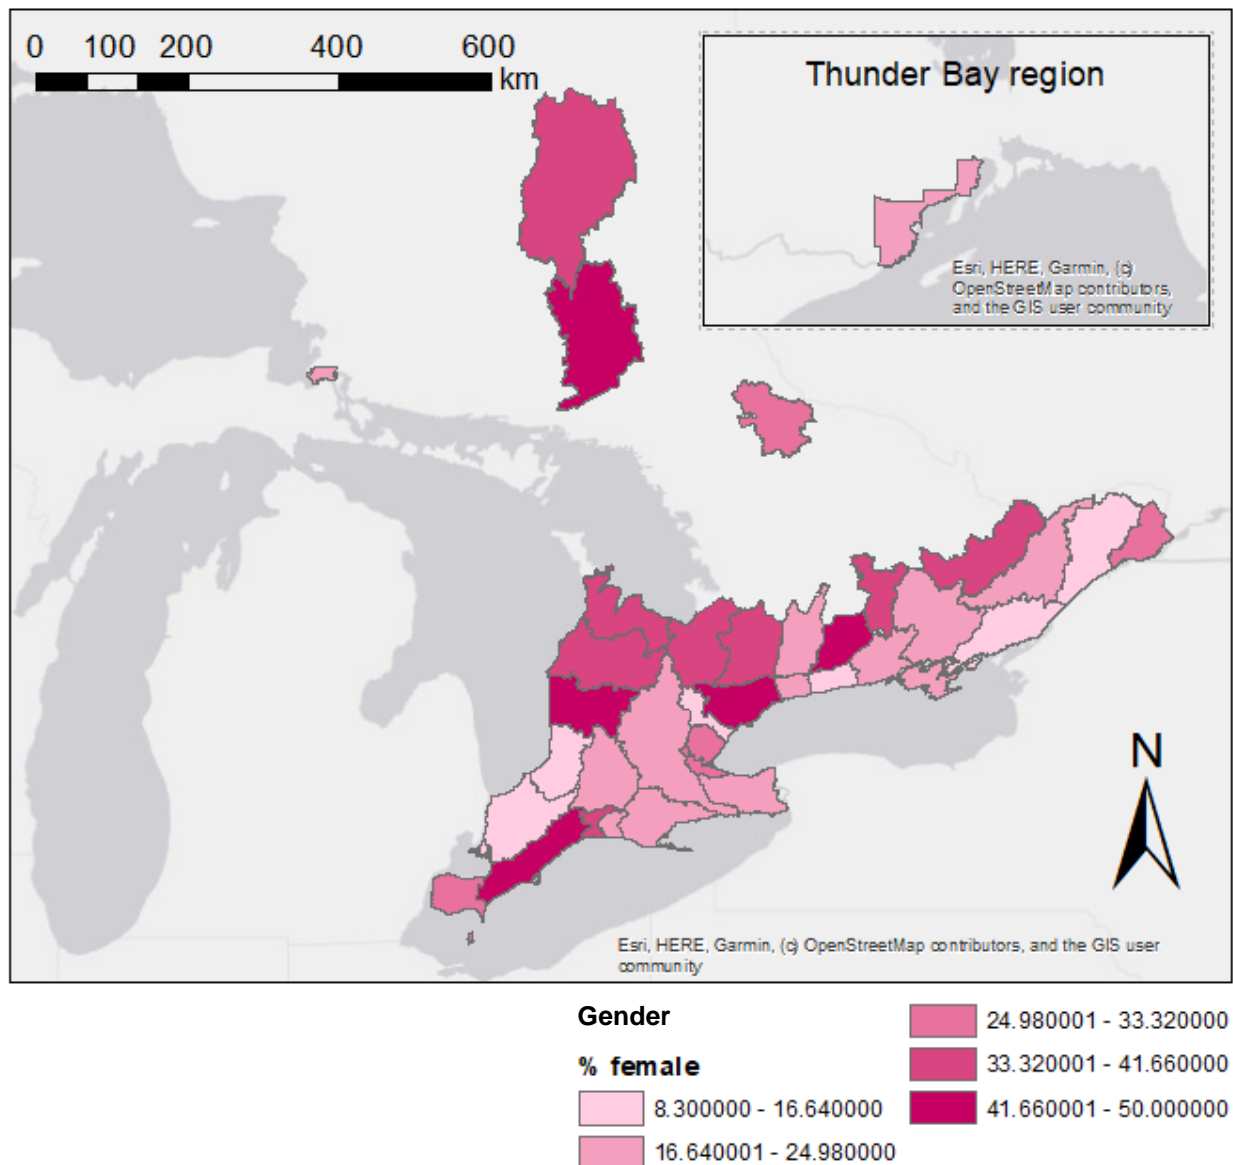 0 100 200 400 600
km
Thunder Bay region
Esri, HERE, Garmin, (c)
OpenStreetMap contributors,
and the GIS user community
N
Esri, HERE, Garmin, (c) OpenStreetMap contributors, and the GIS user
community
Gender
% female
8.300000 - 16.640000
16.640001 - 24.980000
24.980001 - 33.320000
33.320001 - 41.660000
41.660001 - 50.000000